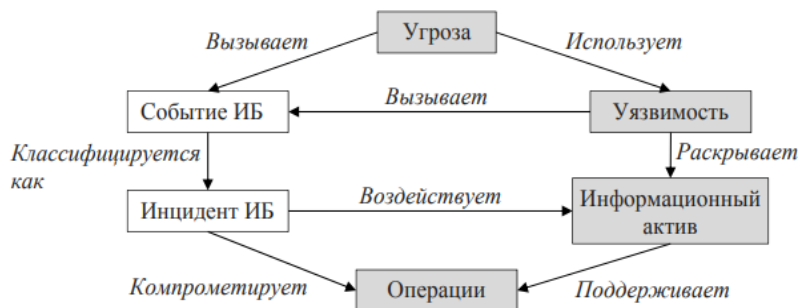 Угроза
Вызывает
Использует
Событие ИБ
Вызывает
Уязвимость
Классифицируется
как
Раскрывает
Инцидент ИБ
Воздействует
Информационный
актив
Компрометирует
Операции
Поддерживает